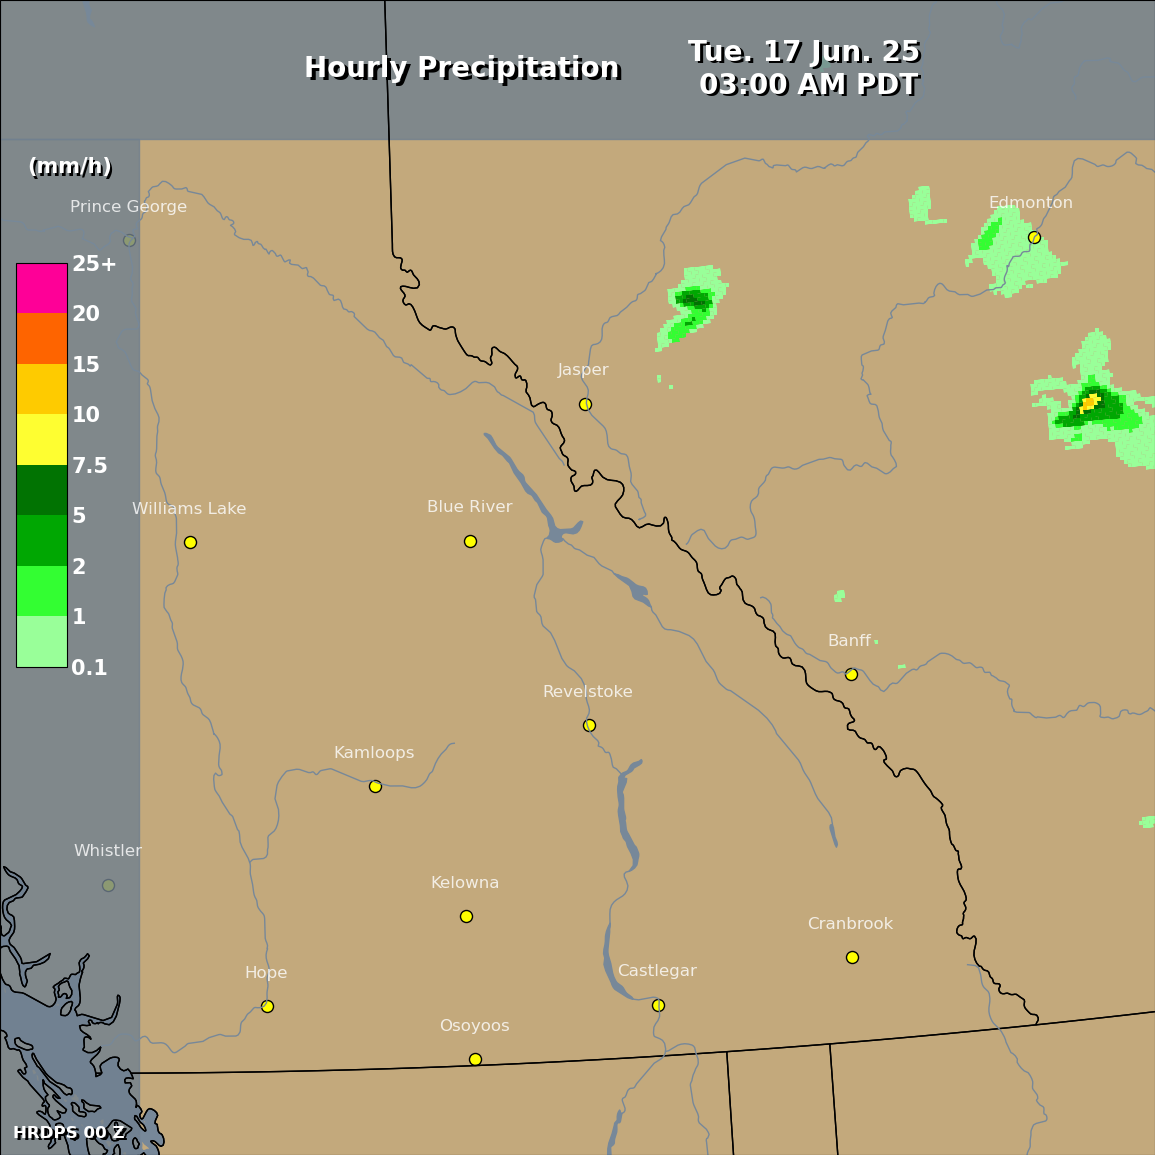 Hourly Precipitation
Tue. 17 Jun. 25
03:00 AM PDT
(mm/h)
25+
20
15
10
7.5
5
2
1
0.1
Prince George
Edmonton
Jasper
Williams Lake
Blue River
Banff
Revelstoke
Kamloops
Whistler
Kelowna
Cranbrook
Hope
Castlegar
Osoyoos
HRDPS 00 Z